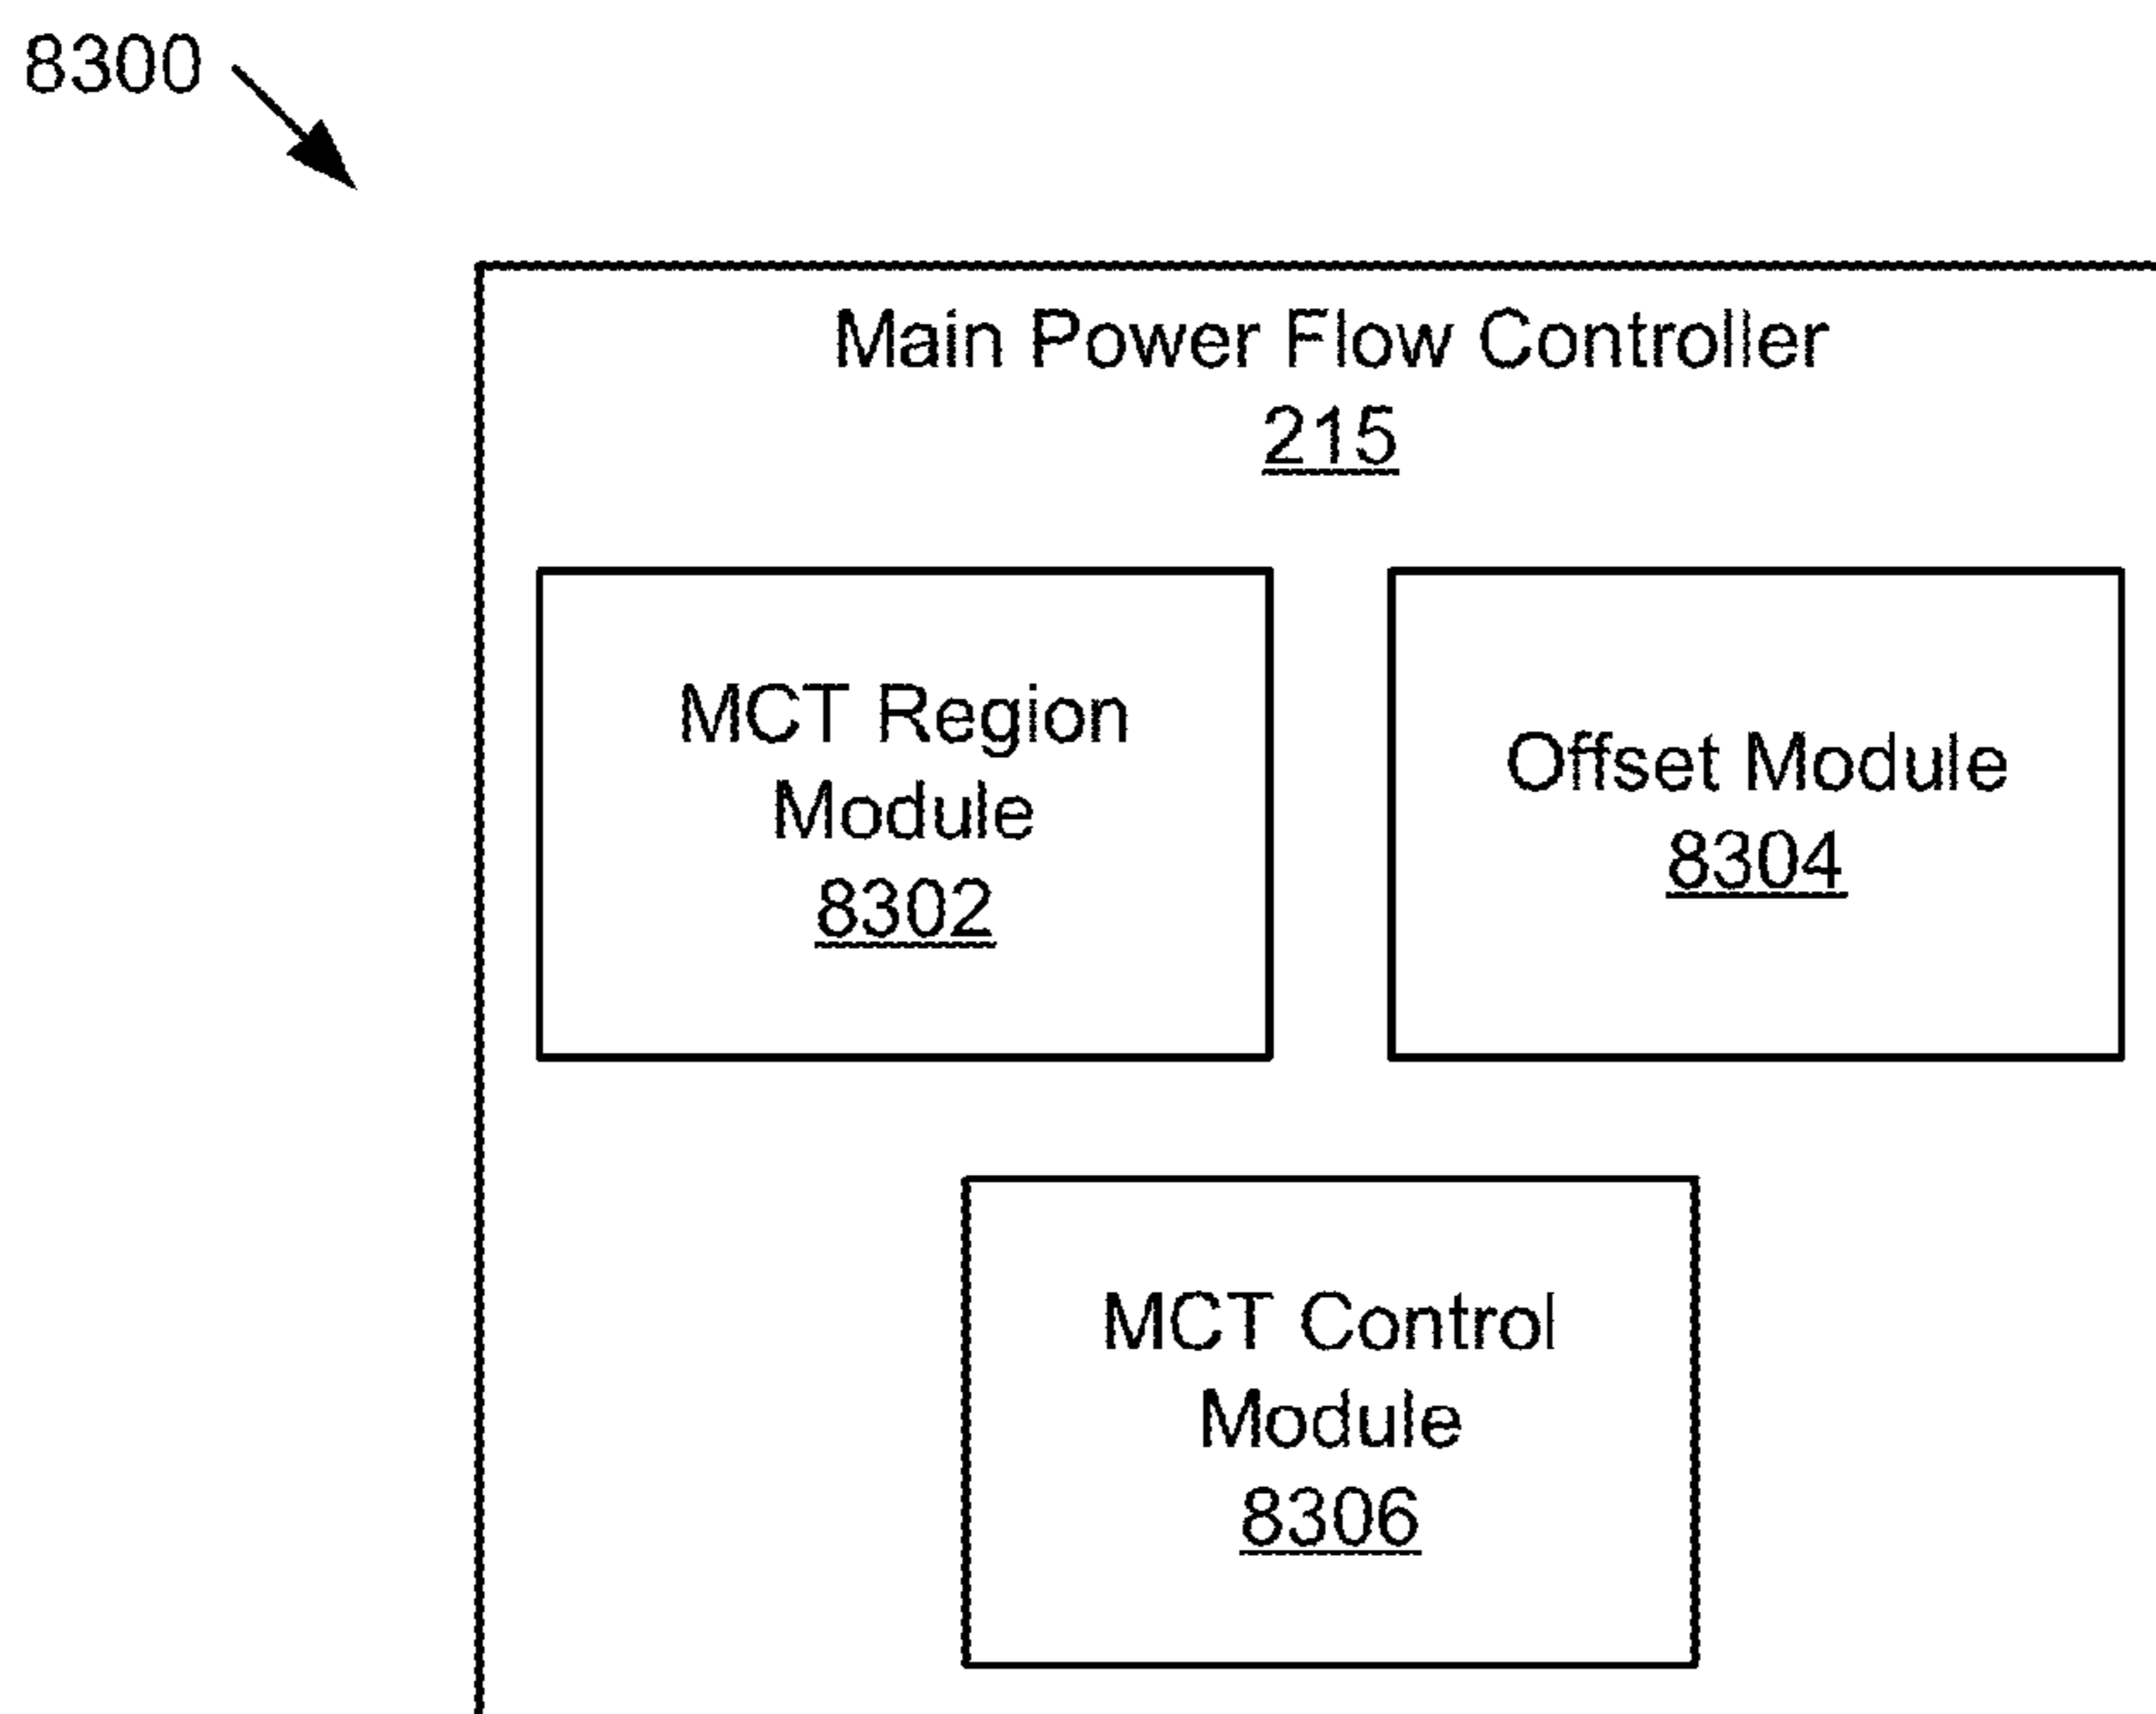 8300
Main Power Flow Controller
215
MCT Region
Module
8302
Offset Module
8304
MCT Control
Module
8306